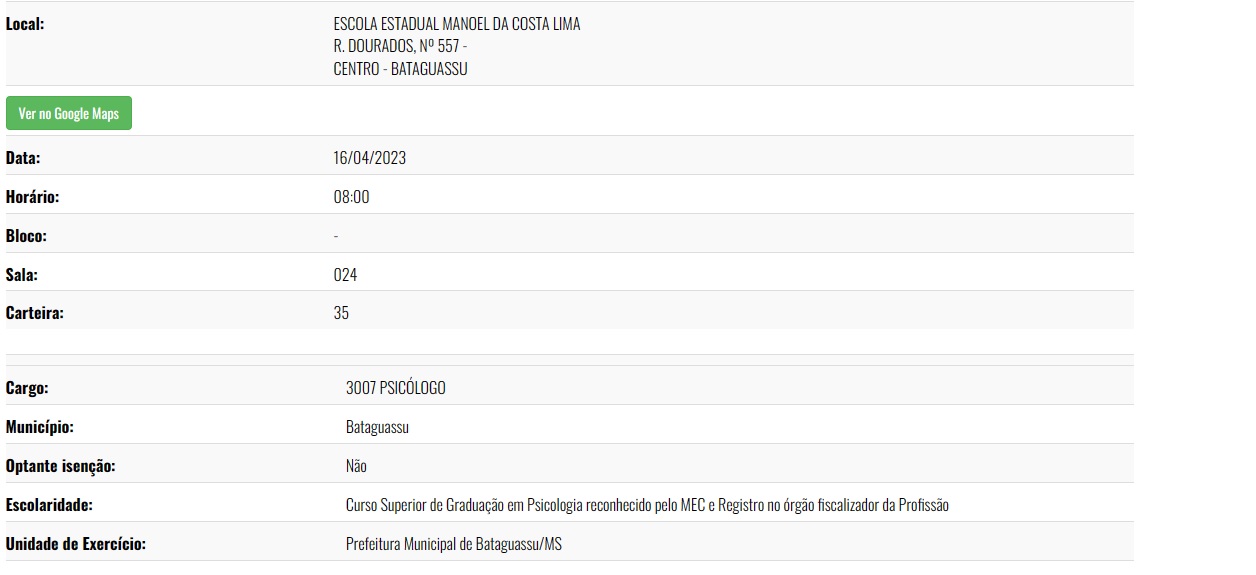 Local: ESCOLA ESTADUAL MANOEL DA COSTA LIMA
R. DOURADOS, Nº 557 -
CENTRO - BATAGUASSU
Ver no Google Maps
Data: 16/04/2023
Horário: 08:00
Bloco: -
Sala: 024
Carteira: 35
Cargo: 3007 PSICÓLOGO
Município: Bataguassu
Optante isenção: Não
Escolaridade: Curso Superior de Graduação em Psicologia reconhecido pelo MEC e Registro no órgão fiscalizador da Profissão
Unidade de Exercício: Prefeitura Municipal de Bataguassu/MS